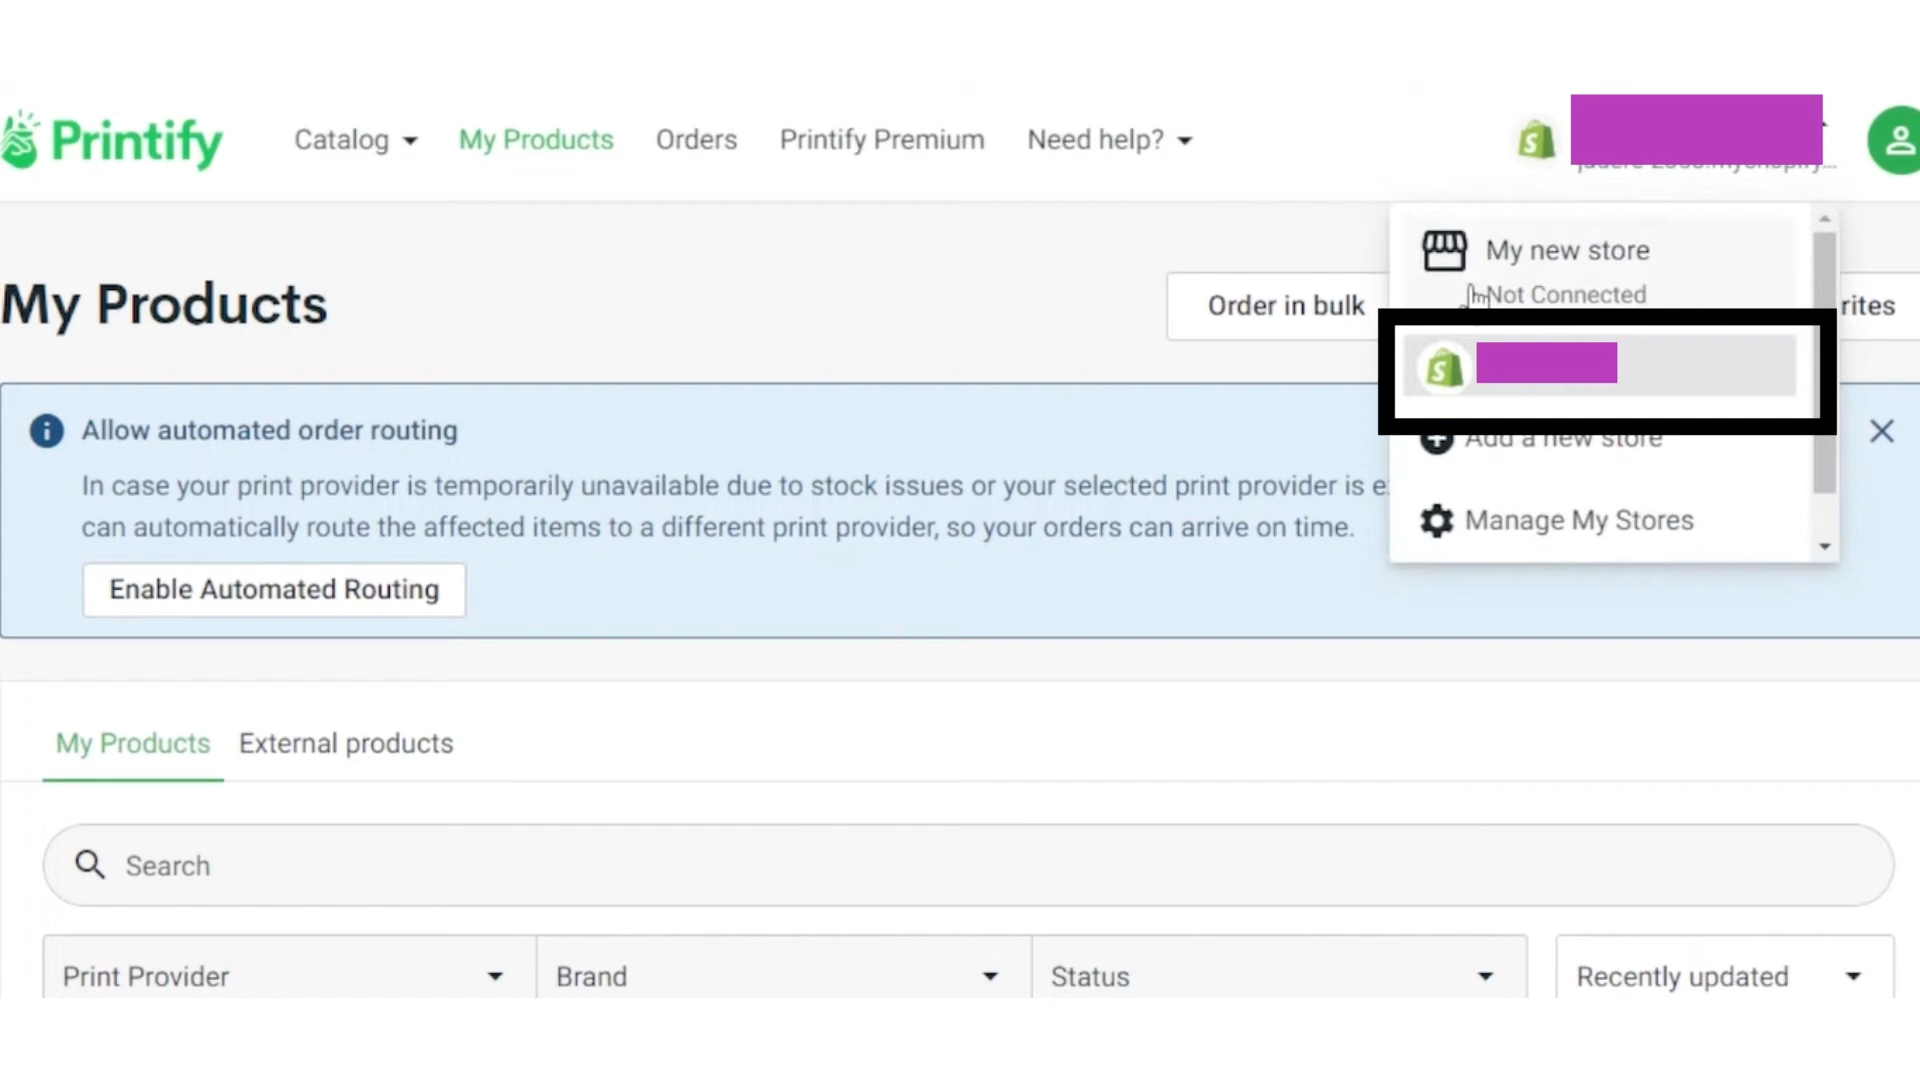 Printify
Catalog
My Products
Orders
Printify Premium
Need help?
My new store
Not Connected
My Products
Order in bulk
rites
Allow automated order routing
Add a new store
In case your print provider is temporarily unavailable due to stock issues or your selected print provider is
can automatically route the affected items to a different print provider, so your orders can arrive on time.
Manage My Stores
Enable Automated Routing
My Products
External products
Search
Print Provider
Brand
Status
Recently updated